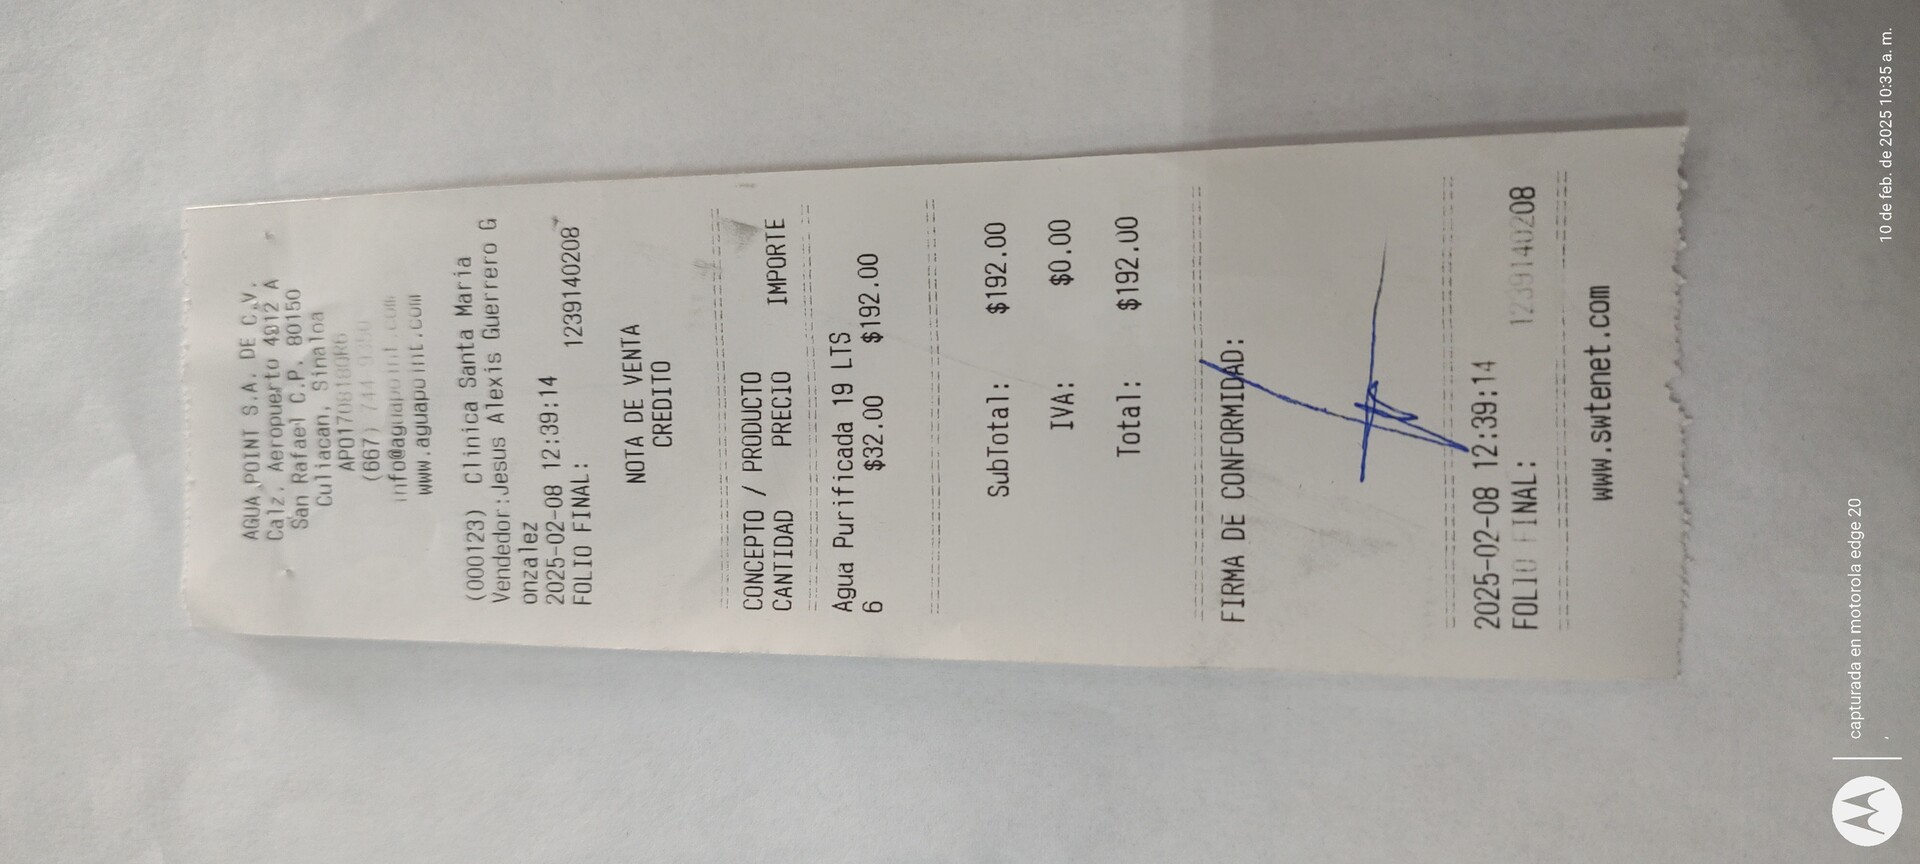 AGUA POINT S.A. DE C.V.
Calz. Aeropuerto 4912 A
San Rafael C.P. 80150
Culiacan, Sinaloa
(667) 744
info@aguapoint.com
www.aguapoint.com
(000123) Clinica Santa Maria
Vendedor:Jesus Alexis Guerrero G
onzalez
2025-02-08 12:39:14
FOLIO FINAL: 1239140208
NOTA DE VENTA
CREDITO
CONCEPTO / PRODUCTO
CANTIDAD PRECIO IMPORTE
Agua Purificada 19 LTS
6 $32.00 $192.00
SubTotal: $192.00
IVA: $0.00
Total: $192.00
FIRMA DE CONFORMIDAD:
2025-02-08 12:39:14
FOLIO FINAL: 1239140208
www.swtenet.com
capturada en motorola edge 20
10 de feb. de 2025 10:35 a. m.